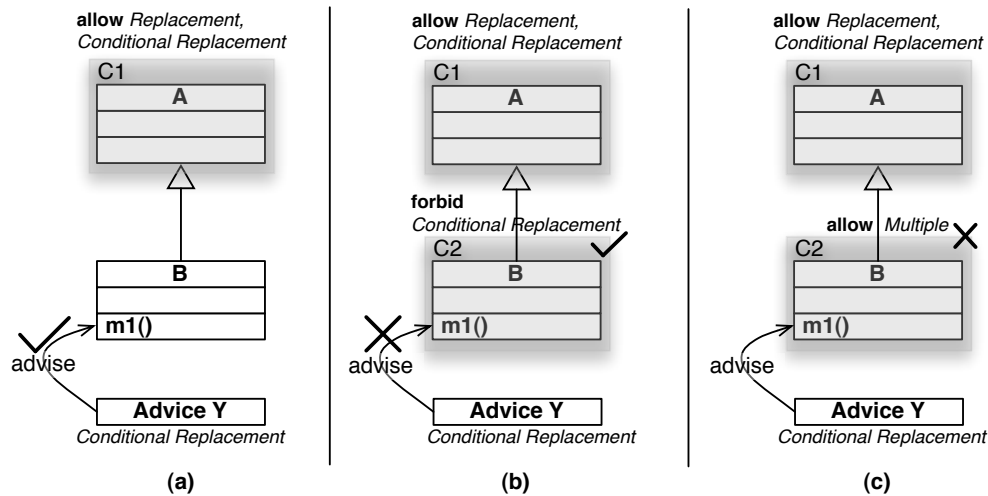 allow Replacement,
Conditional Replacement
C1
A
B
m1()
advise
Advice Y
Conditional Replacement
(a)
allow Replacement,
Conditional Replacement
C1
A
forbid
Conditional Replacement
C2
B
m1()
advise
Advice Y
Conditional Replacement
(b)
allow Replacement,
Conditional Replacement
C1
A
allow Multiple
C2
B
m1()
advise
Advice Y
Conditional Replacement
(c)